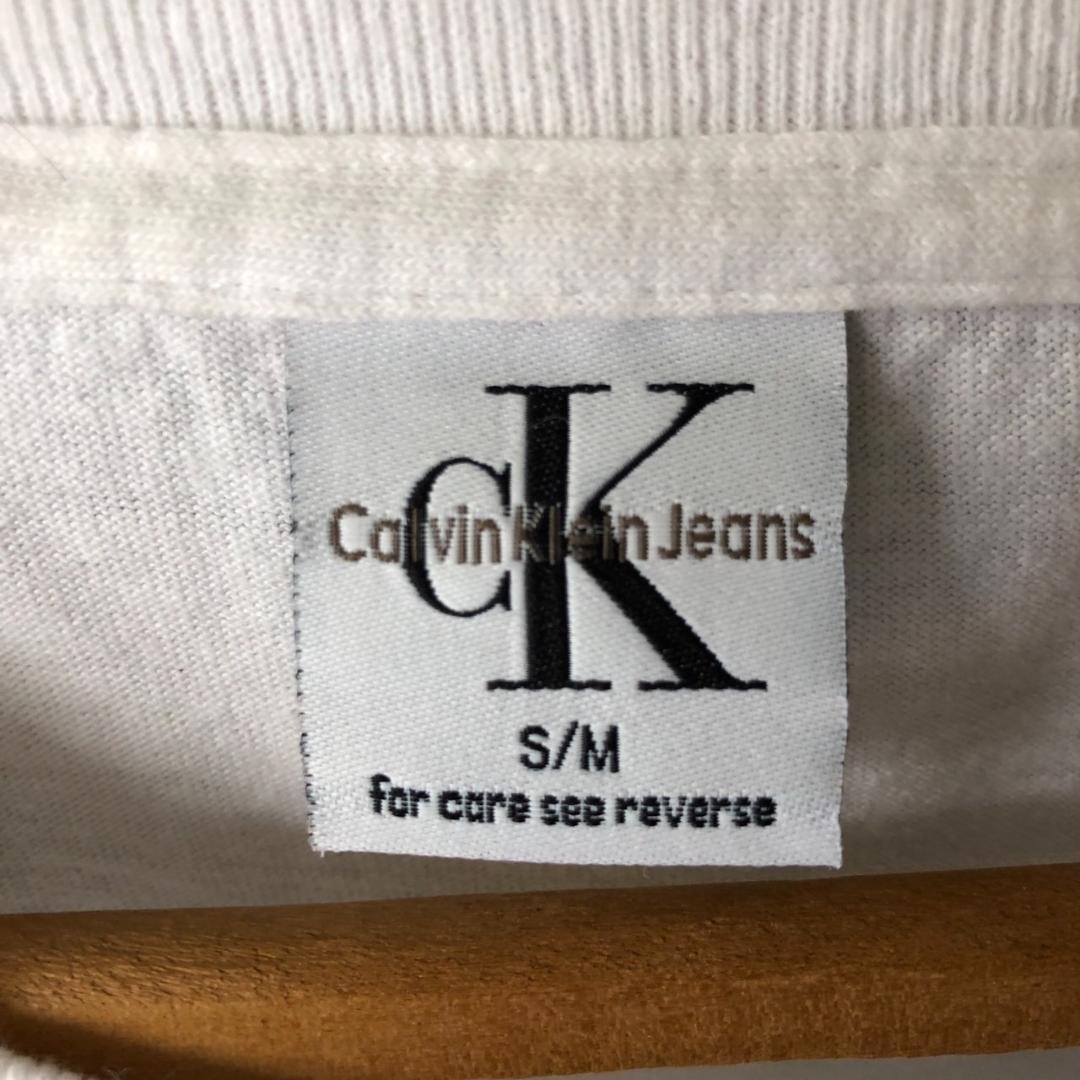 cK
Calvin Klein Jeans
S/M
for care see reverse